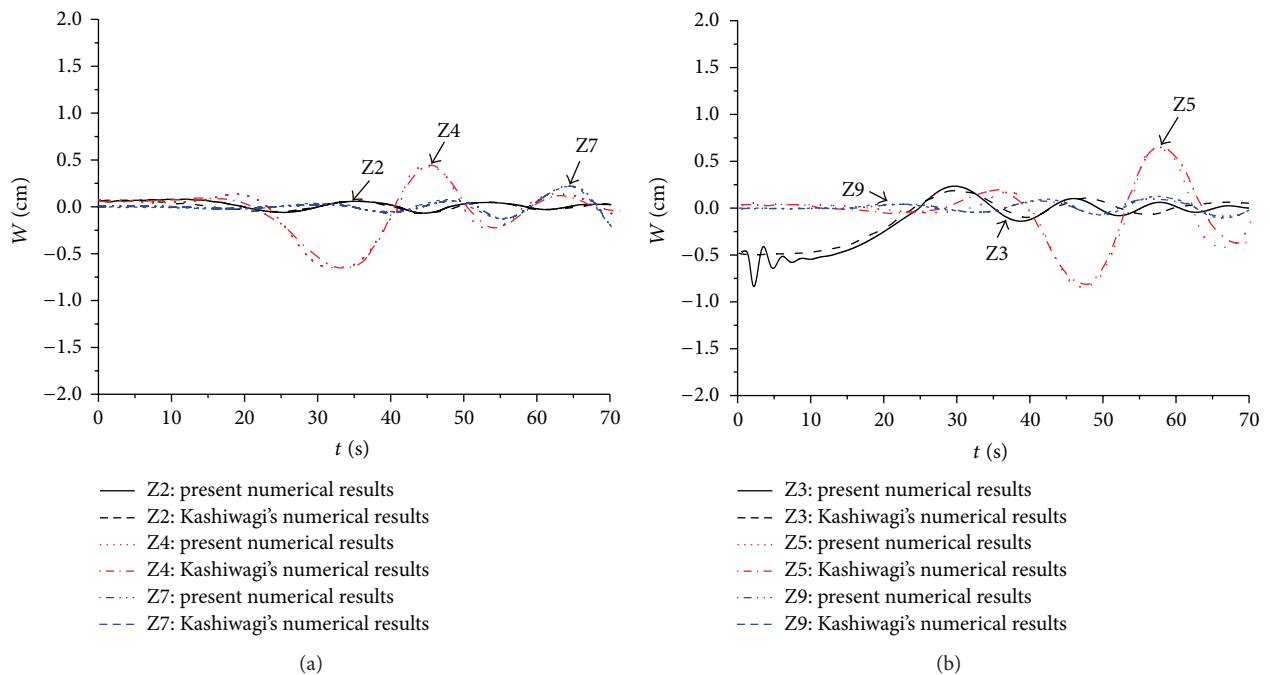 2.0
1.5
1.0
0.5
0.0
−0.5
−1.0
−1.5
−2.0
W (cm)
Z2
Z4
Z7
0 10 20 30 40 50 60 70
t (s)
Z2: present numerical results
Z2: Kashiwagi's numerical results
Z4: present numerical results
Z4: Kashiwagi's numerical results
Z7: present numerical results
Z7: Kashiwagi's numerical results
(a)
2.0
1.5
1.0
0.5
0.0
−0.5
−1.0
−1.5
−2.0
W (cm)
Z9
Z3
Z5
0 10 20 30 40 50 60 70
t (s)
Z3: present numerical results
Z3: Kashiwagi's numerical results
Z5: present numerical results
Z5: Kashiwagi's numerical results
Z9: present numerical results
Z9: Kashiwagi's numerical results
(b)